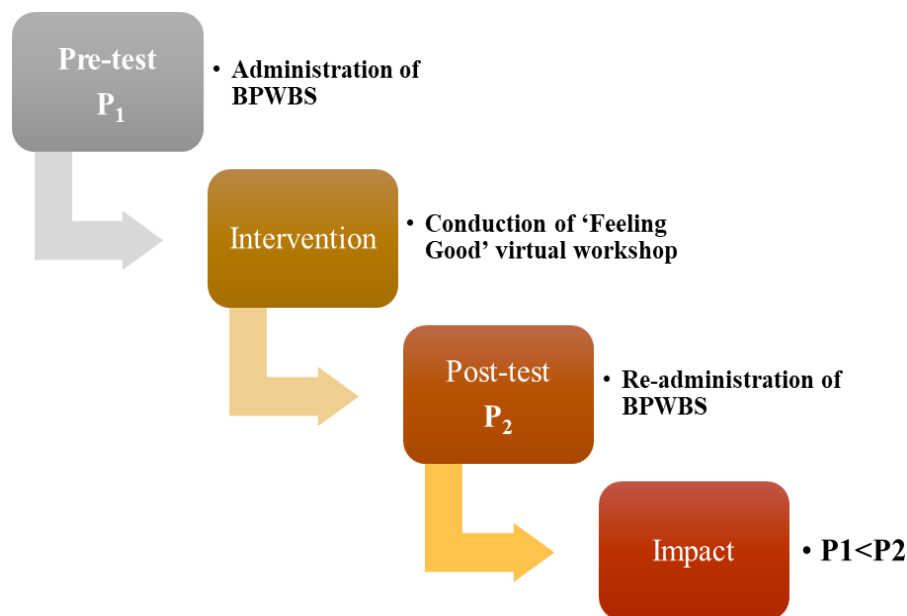 Pre-test
P₁
• Administration of
BPWBS
Intervention
• Conduction of ‘Feeling
Good’ virtual workshop
Post-test
P₂
• Re-administration of
BPWBS
Impact
• P1<P2